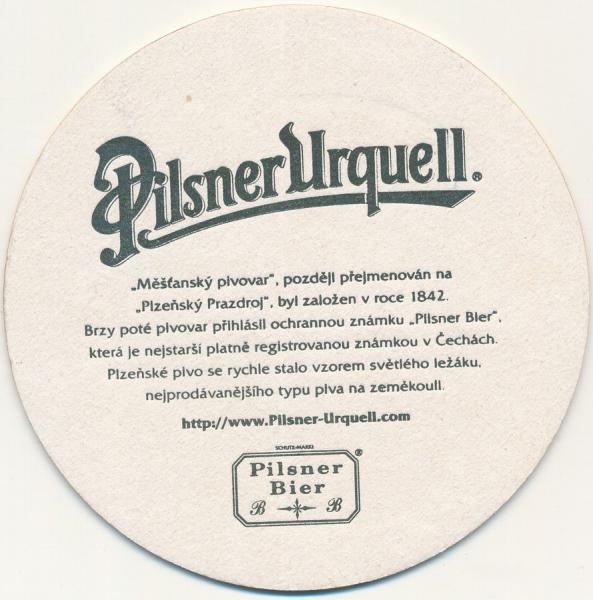 Pilsner Urquell®
„Měšťanský pivovar", později přejmenován na
„Plzeňský Prazdroj", byl založen v roce 1842.
Brzy poté pivovar přihlásil ochrannou známku „Pilsner Bier",
která je nejstarší platně registrovanou známkou v Čechách.
Plzeňské pivo se rychle stalo vzorem světlého ležáku,
nejprodávanějšího typu piva na zeměkouli.
http://www.Pilsner-Urquell.com
SCHUTZ-MARKE
Pilsner ®
Bier
B B